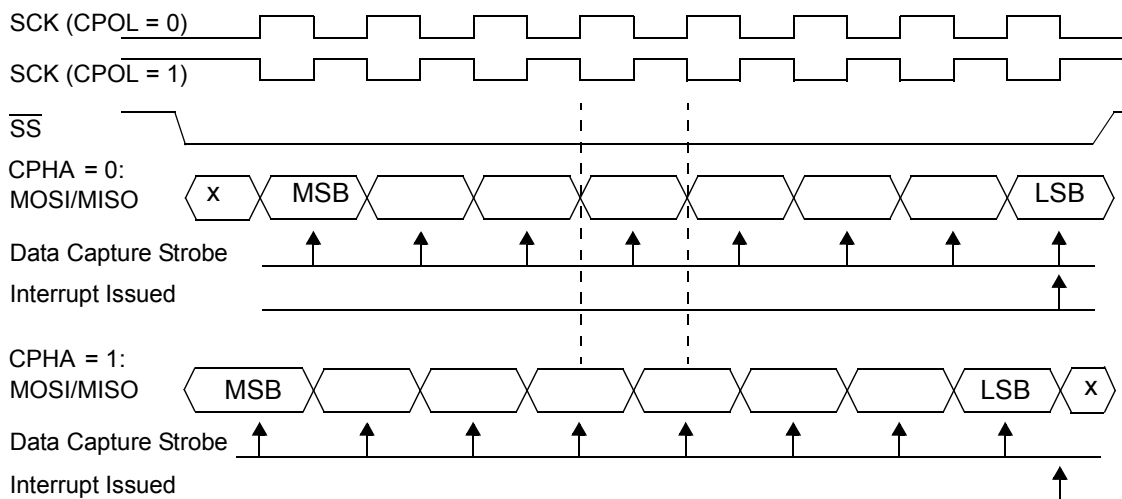 SCK (CPOL = 0)
SCK (CPOL = 1)
SS
CPHA = 0:
MOSI/MISO
x
MSB
LSB
Data Capture Strobe
Interrupt Issued
CPHA = 1:
MOSI/MISO
MSB
LSB
x
Data Capture Strobe
Interrupt Issued